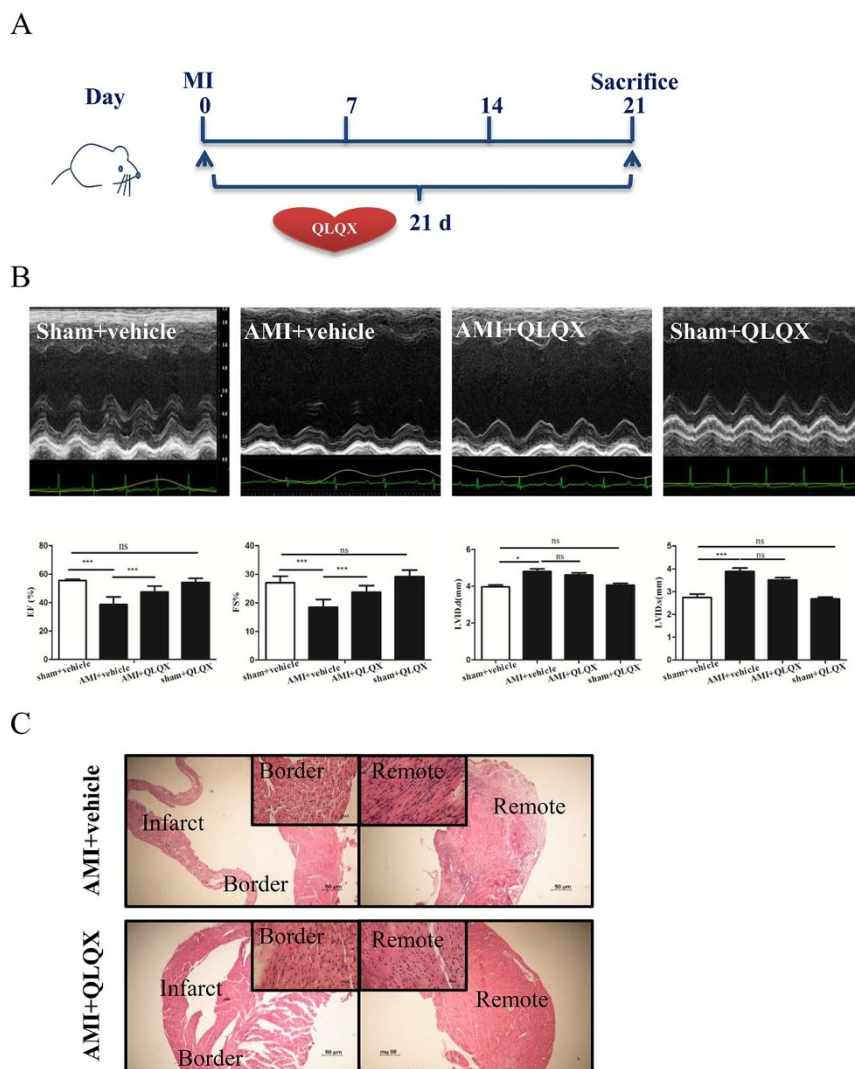 A
Day
MI
Sacrifice
0
7
14
21
QLQX
21 d
B
Sham+vehicle
AMI+vehicle
AMI+QLQX
Sham+QLQX
ns
***
***
EF (%)
80
60
40
20
0
sham+vehicle
AMI+vehicle
AMI+QLQX
sham+QLQX
ns
***
***
FS%
40
30
20
10
0
sham+vehicle
AMI+vehicle
AMI+QLQX
sham+QLQX
ns
*
ns
LVID.d(mm)
6
4
2
0
sham+vehicle
AMI+vehicle
AMI+QLQX
sham+QLQX
ns
***
ns
LVID.s(mm)
5
4
3
2
1
0
sham+vehicle
AMI+vehicle
AMI+QLQX
sham+QLQX
C
AMI+vehicle
Border
Remote
Infarct
Remote
Border
50 μm
50 μm
AMI+QLQX
Border
Remote
Infarct
Remote
Border
50 μm
50 μm